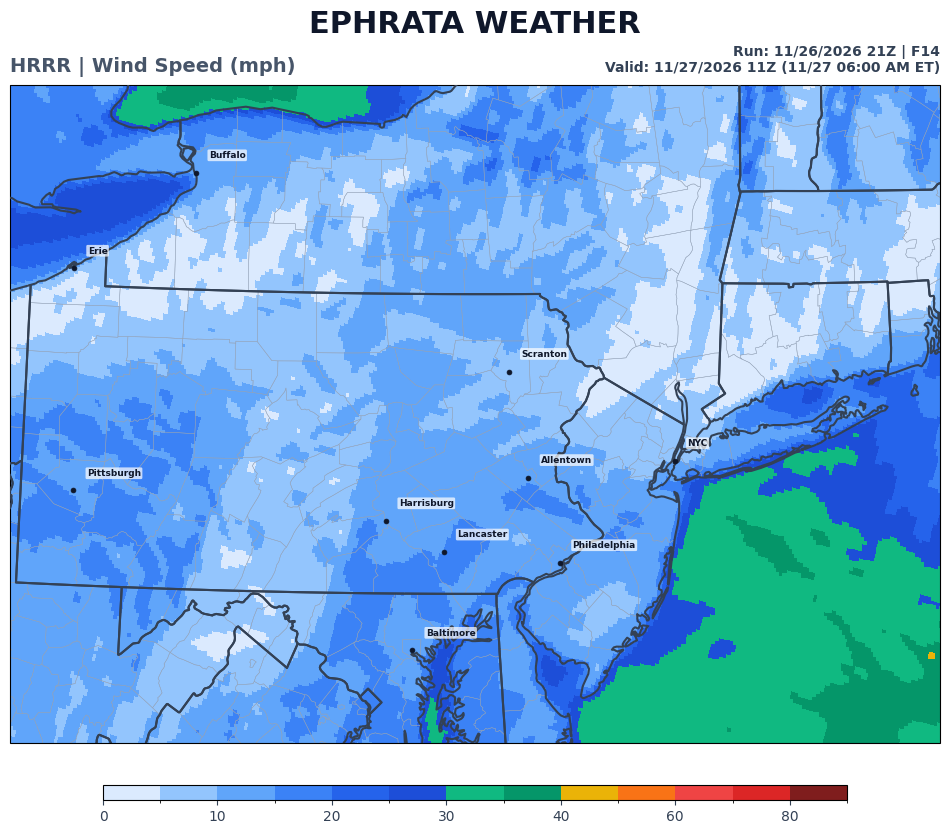 EPHRATA WEATHER
HRRR | Wind Speed (mph)
Run: 11/26/2026 21Z | F14
Valid: 11/27/2026 11Z (11/27 06:00 AM ET)
Buffalo
Erie
Scranton
NYC
Allentown
Pittsburgh
Harrisburg
Lancaster
Philadelphia
Baltimore
0 10 20 30 40 50 60 70 80